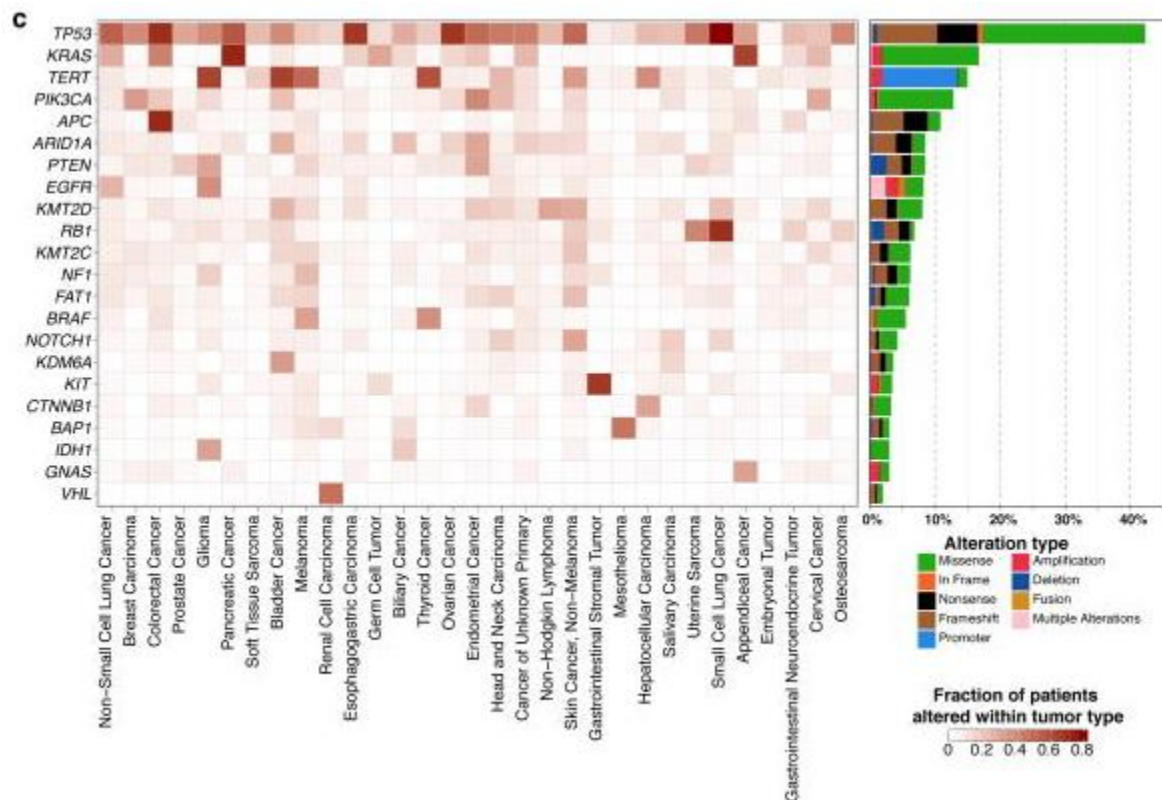 c
TP53
KRAS
TERT
PIK3CA
APC
ARID1A
PTEN
EGFR
KMT2D
RB1
KMT2C
NF1
FAT1
BRAF
NOTCH1
KDM6A
KIT
CTNNB1
BAP1
IDH1
GNAS
VHL
Non−Small Cell Lung Cancer
Breast Carcinoma
Colorectal Cancer
Prostate Cancer
Glioma
Pancreatic Cancer
Soft Tissue Sarcoma
Bladder Cancer
Melanoma
Renal Cell Carcinoma
Esophagogastric Carcinoma
Germ Cell Tumor
Biliary Cancer
Thyroid Cancer
Ovarian Cancer
Endometrial Cancer
Head and Neck Carcinoma
Cancer of Unknown Primary
Non−Hodgkin Lymphoma
Skin Cancer, Non−Melanoma
Gastrointestinal Stromal Tumor
Mesothelioma
Hepatocellular Carcinoma
Salivary Carcinoma
Uterine Sarcoma
Small Cell Lung Cancer
Appendiceal Cancer
Embryonal Tumor
Gastrointestinal Neuroendocrine Tumor
Cervical Cancer
Osteosarcoma
0% 10% 20% 30% 40%
Alteration type
Missense
In Frame
Nonsense
Frameshift
Promoter
Amplification
Deletion
Fusion
Multiple Alterations
Fraction of patients
altered within tumor type
0 0.2 0.4 0.6 0.8